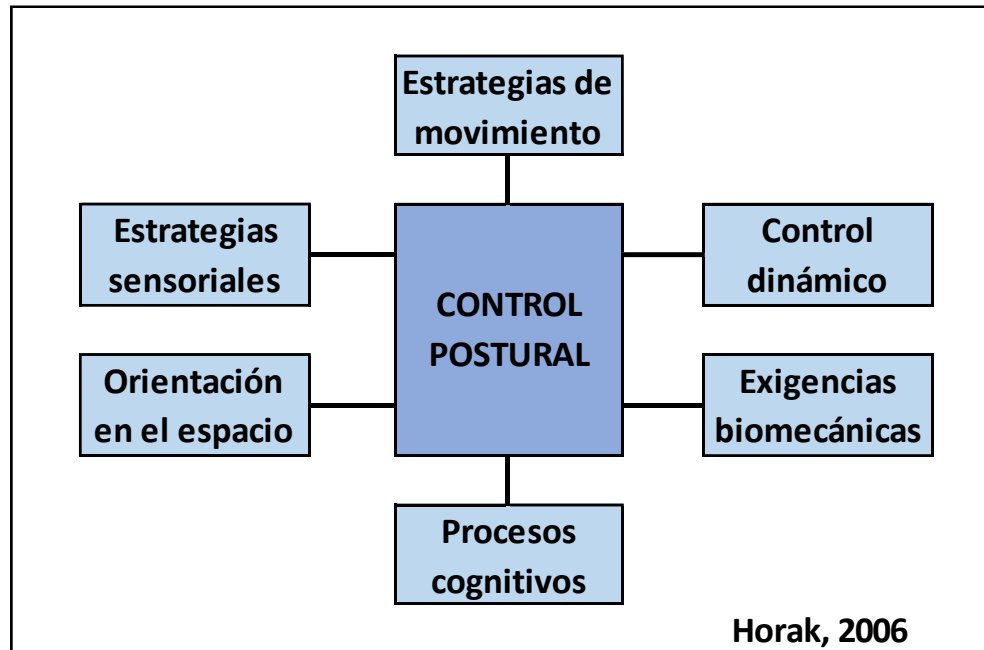 Estrategias de
movimiento
Estrategias
sensoriales
Control
dinámico
CONTROL
POSTURAL
Orientación
en el espacio
Exigencias
biomecánicas
Procesos
cognitivos
Horak, 2006